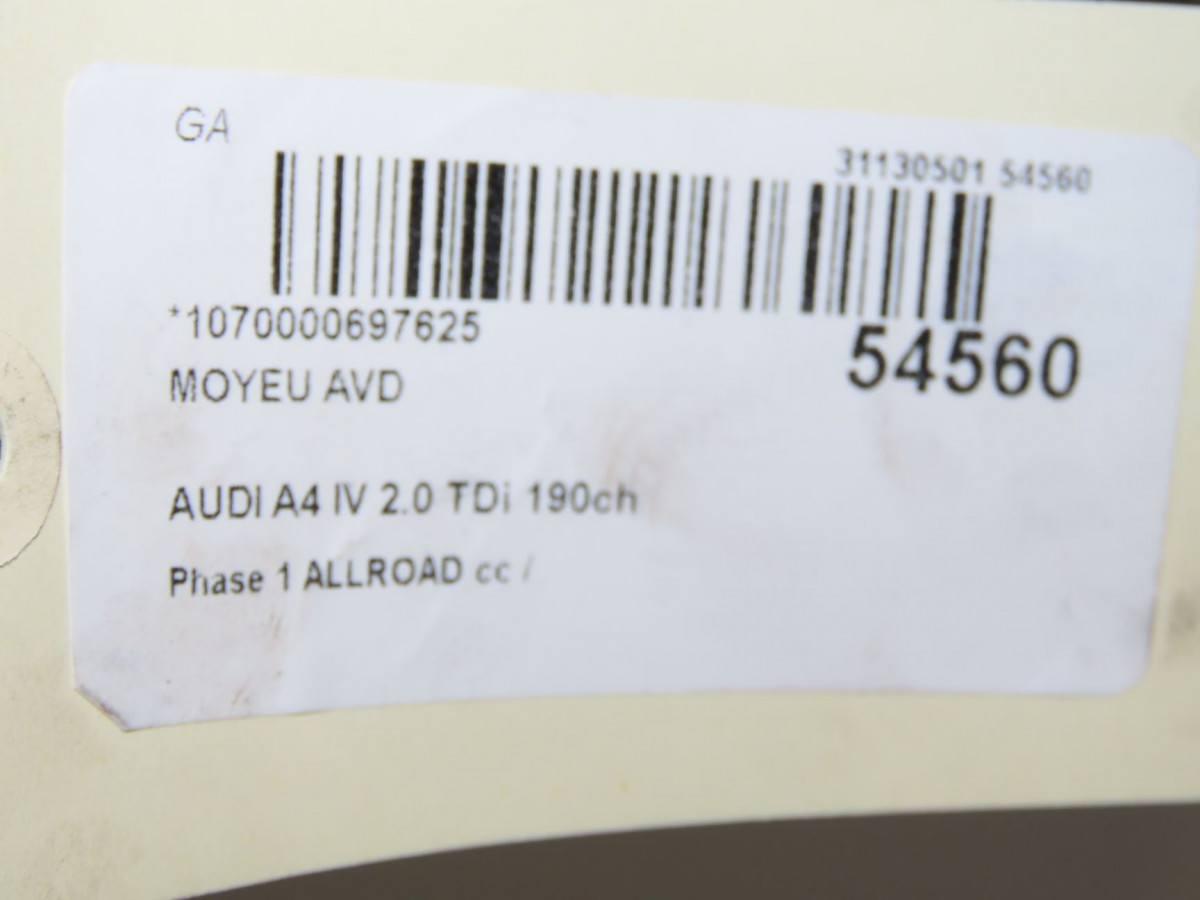 GA
31130501 54560
*1070000697625
54560
MOYEU AVD
AUDI A4 IV 2.0 TDi 190ch
Phase 1 ALLROAD cc /